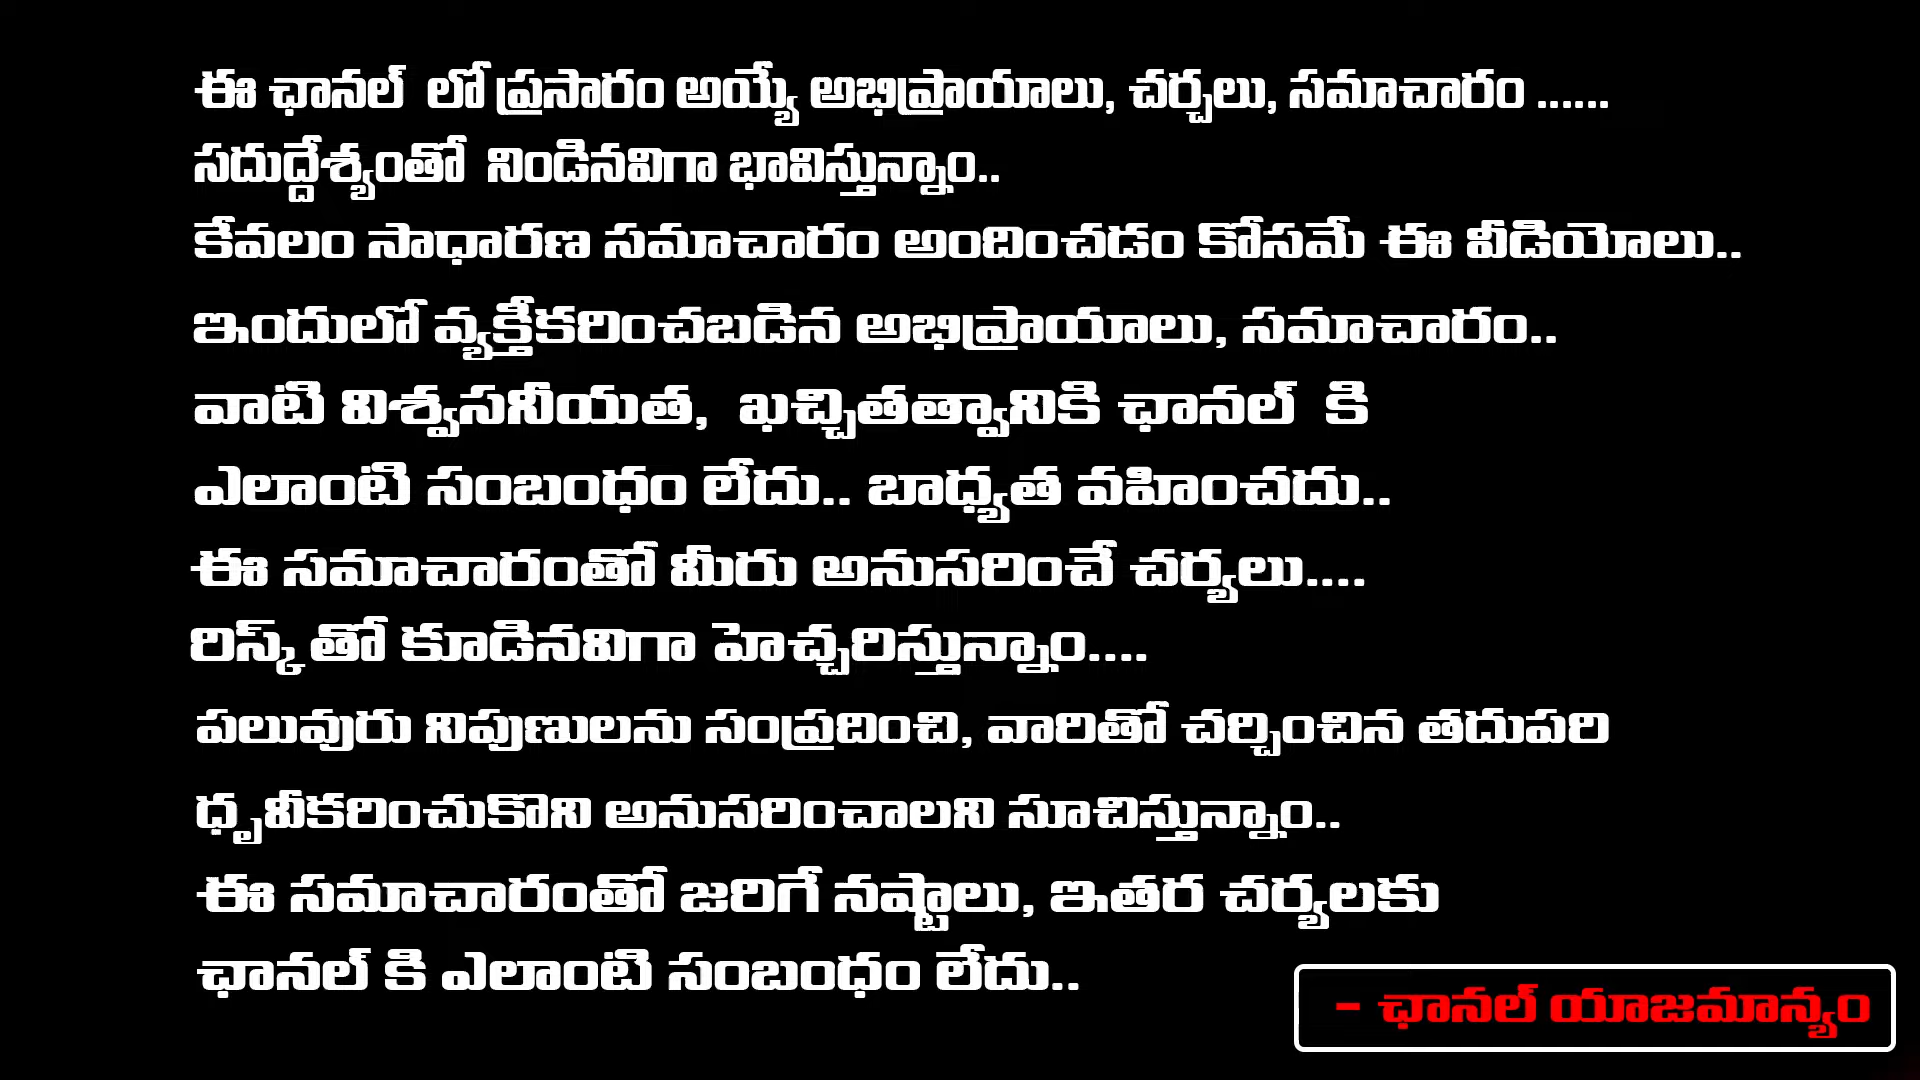 ఈ ఛానల్ లో ప్రసారం అయ్యే అభిప్రాయాలు, చర్చలు, సమాచారం ......
సదుద్దేశ్యంతో నిండినవిగా భావిస్తున్నాం..
కేవలం సాధారణ సమాచారం అందించడం కోసమే ఈ వీడియోలు..
ఇందులో వ్యక్తీకరించబడిన అభిప్రాయాలు, సమాచారం..
వాటి విశ్వసనీయత, ఖచ్చితత్వానికి ఛానల్ కి
ఎలాంటి సంబంధం లేదు.. బాధ్యత వహించదు..
ఈ సమాచారంతో మీరు అనుసరించే చర్యలు....
రిస్క్ తో కూడినవిగా హెచ్చరిస్తున్నాం....
పలువురు నిపుణులను సంప్రదించి, వారితో చర్చించిన తదుపరి
ధృవీకరించుకొని అనుసరించాలని సూచిస్తున్నాం..
ఈ సమాచారంతో జరిగే నష్టాలు, ఇతర చర్యలకు
ఛానల్ కి ఎలాంటి సంబంధం లేదు..
- ఛానల్ యాజమాన్యం